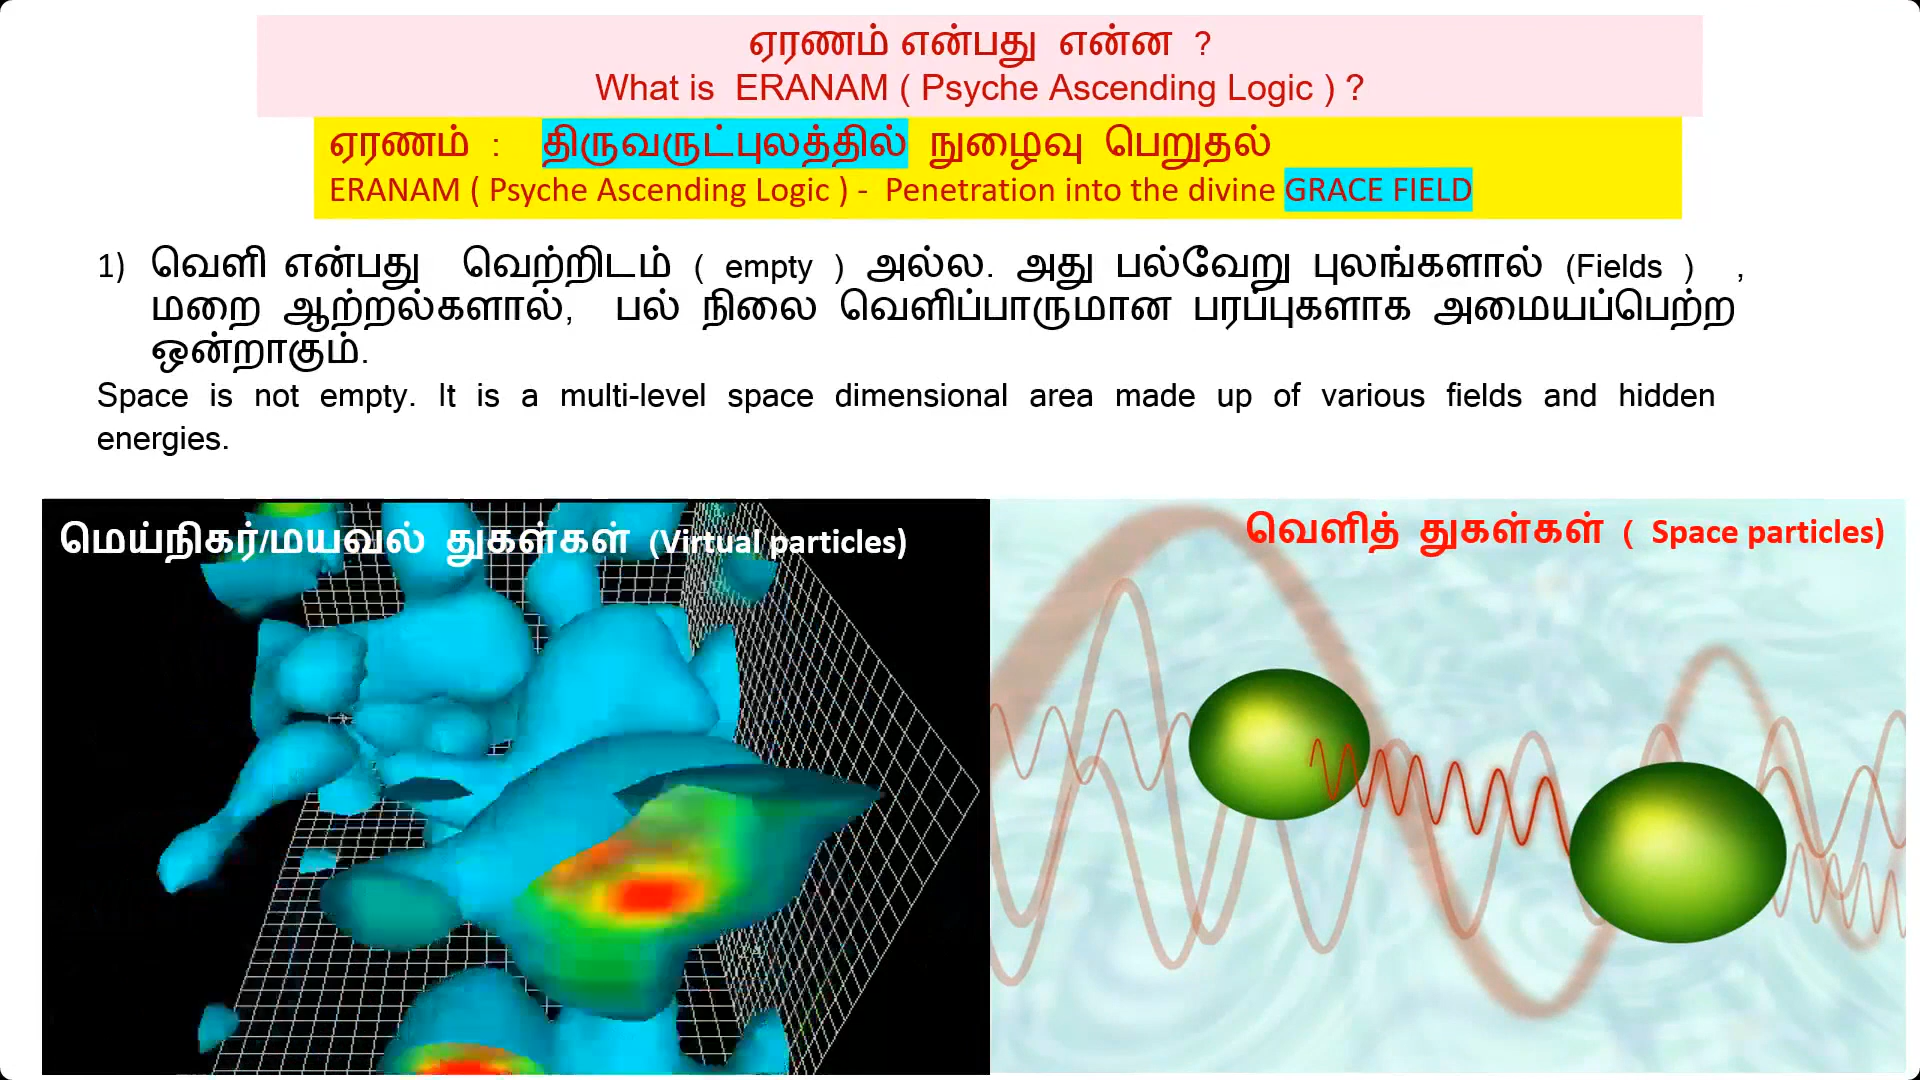 ஏரணம் என்பது என்ன ?
What is ERANAM ( Psyche Ascending Logic ) ?
ஏரணம் : திருவருட்புலத்தில் நுழைவு பெறுதல்
ERANAM ( Psyche Ascending Logic ) - Penetration into the divine GRACE FIELD
1) வெளி என்பது வெற்றிடம் ( empty ) அல்ல. அது பல்வேறு புலங்களால் (Fields ) ,
மறை ஆற்றல்களால், பல் நிலை வெளிப்பாருமான பரப்புகளாக அமையப்பெற்ற
ஒன்றாகும்.
Space is not empty. It is a multi-level space dimensional area made up of various fields and hidden
energies.
மெய்நிகர்/மயவல் துகள்கள் (Virtual particles)
வெளித் துகள்கள் ( Space particles)